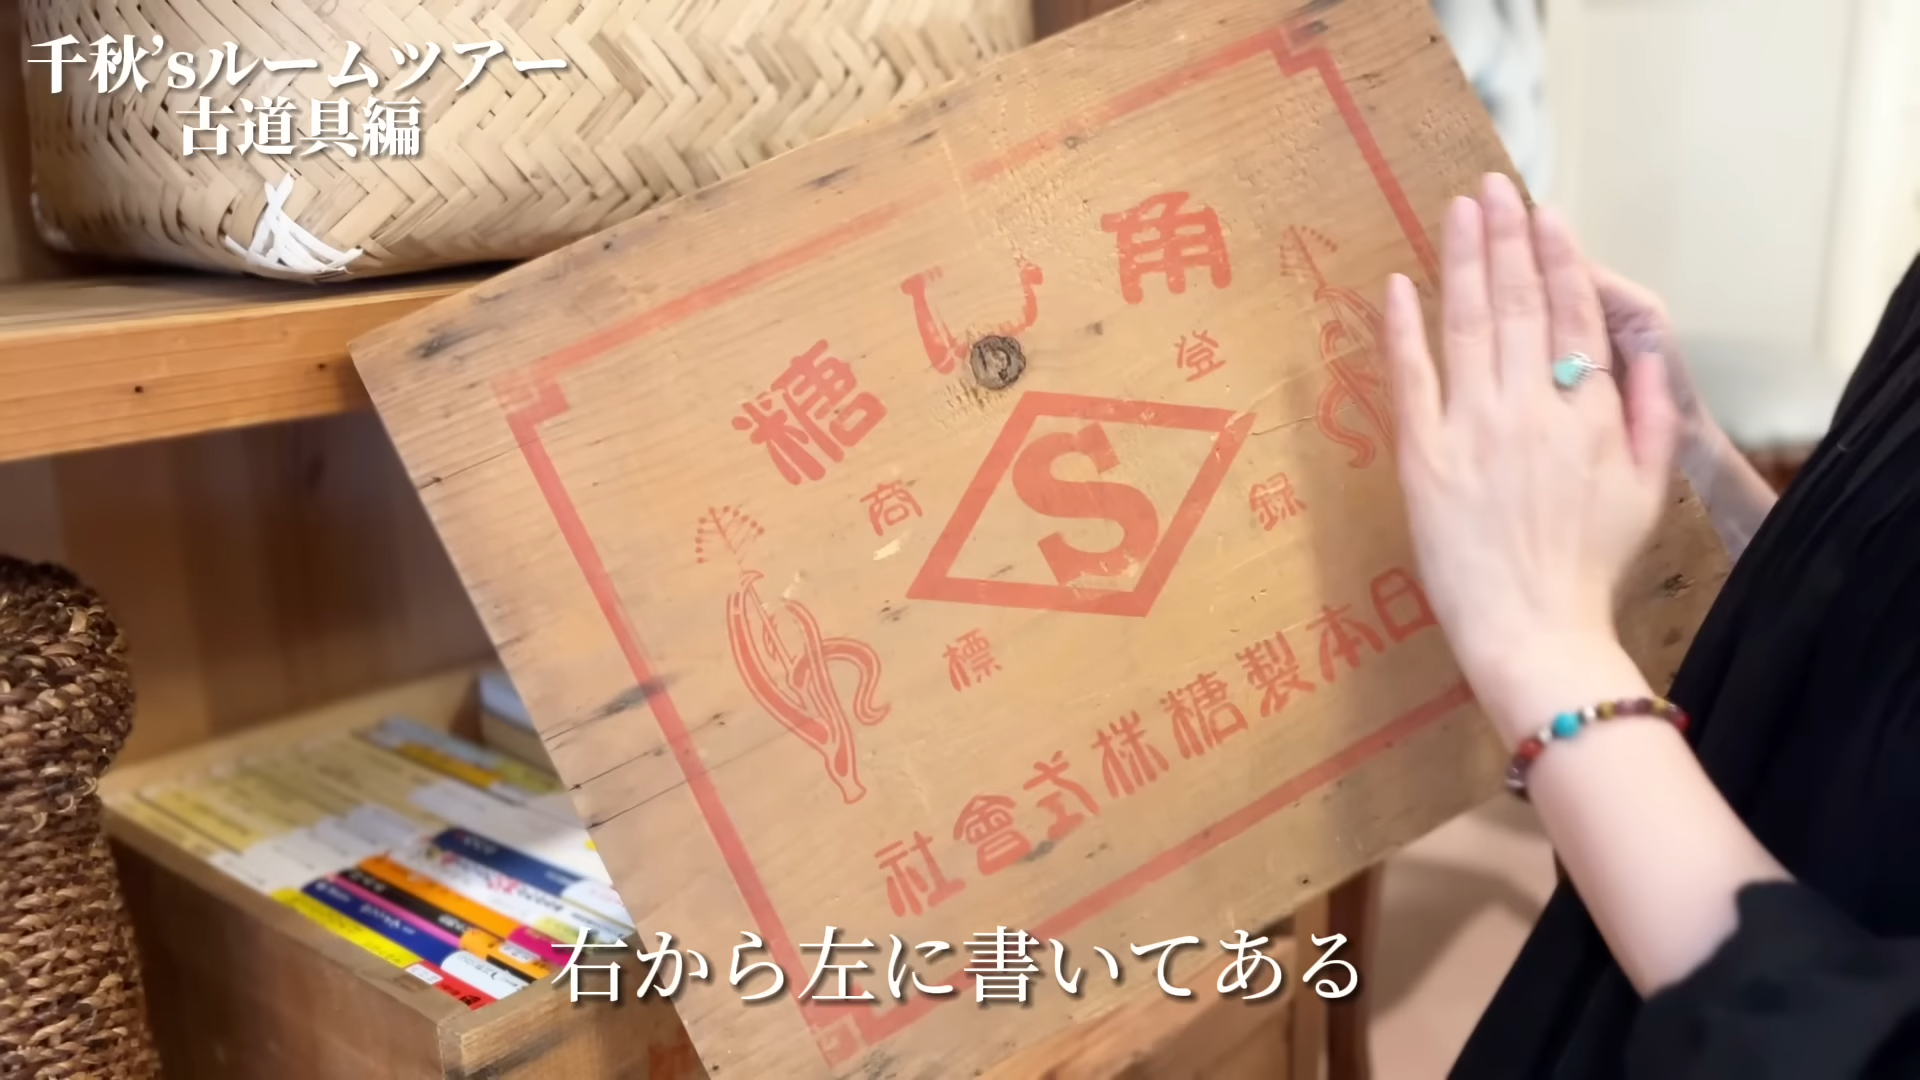 千秋’sルームツアー
古道具編
角し糖
登録商標
S
日本製糖株式會社
右から左に書いてある